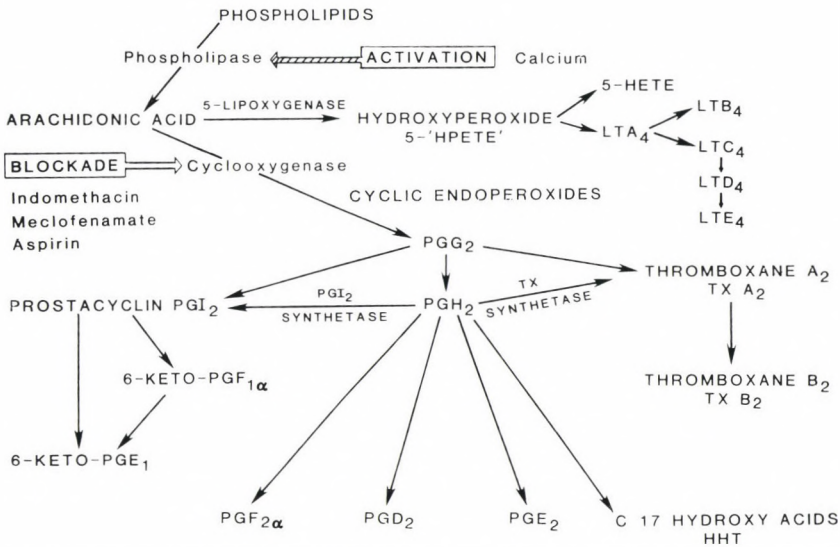 PHOSPHOLIPIDS
Phospholipase
ACTIVATION
Calcium
ARACHIDONIC ACID
5-LIPOXYGENASE
HYDROXYPEROXIDE
5-'HPETE'
5-HETE
LTA₄
LTB₄
LTC₄
LTD₄
LTE₄
BLOCKADE
Cyclooxygenase
Indomethacin
Meclofenamate
Aspirin
CYCLIC ENDOPEROXIDES
PGG₂
PROSTACYCLIN PGI₂
PGI₂
SYNTHETASE
PGH₂
TX
SYNTHETASE
THROMBOXANE A₂
TX A₂
6-KETO-PGF₁α
THROMBOXANE B₂
TX B₂
6-KETO-PGE₁
PGF₂α
PGD₂
PGE₂
C 17 HYDROXY ACIDS
HHT